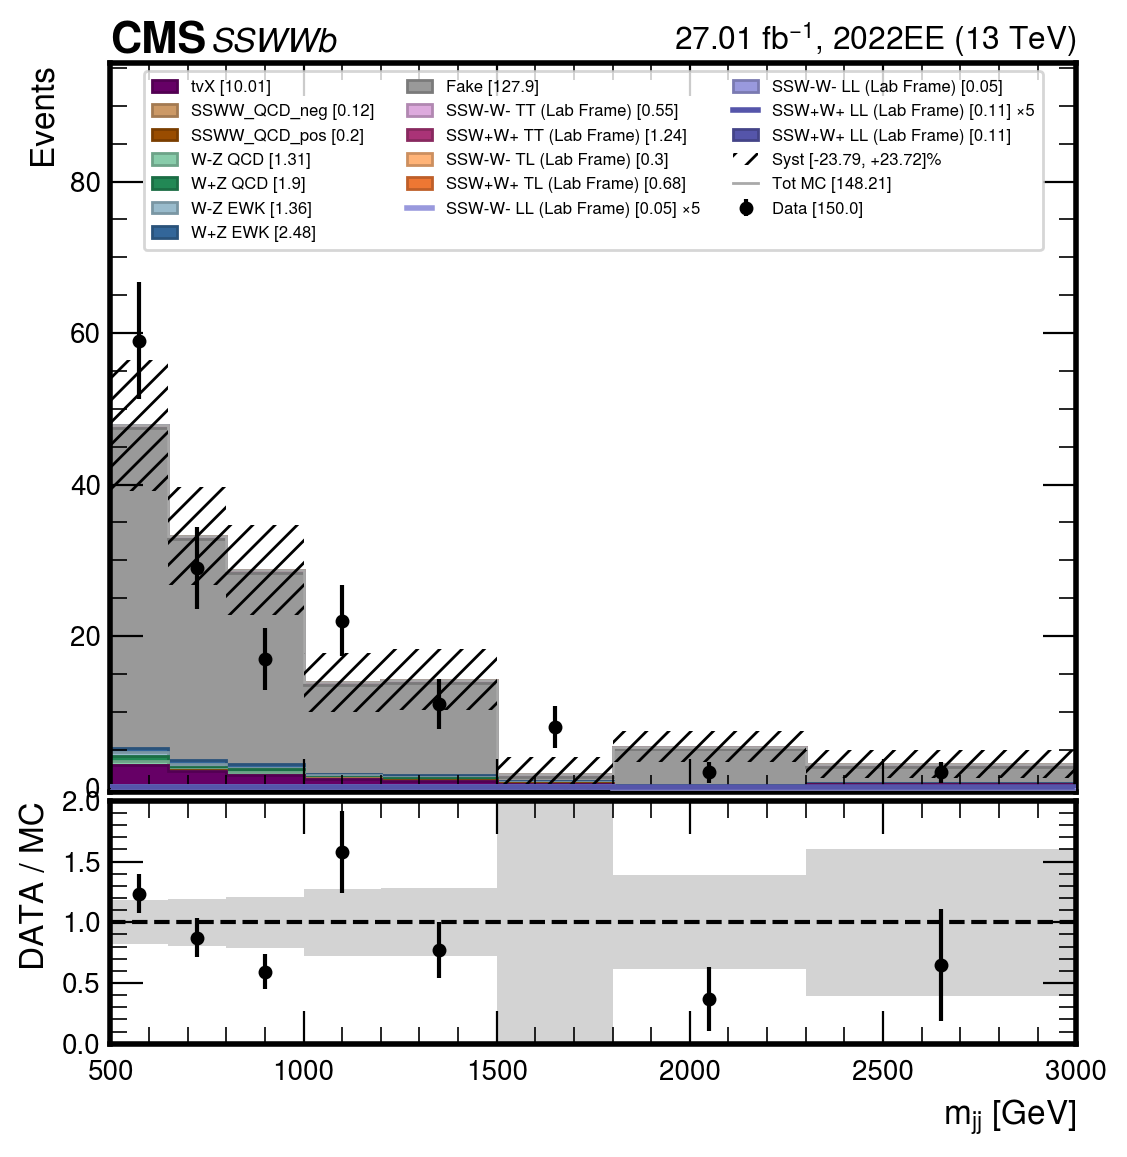 CMS SSWWb 27.01 fb⁻¹, 2022EE (13 TeV)
Events
tvX [10.01]
SSWW_QCD_neg [0.12]
SSWW_QCD_pos [0.2]
W-Z QCD [1.31]
W+Z QCD [1.9]
W-Z EWK [1.36]
W+Z EWK [2.48]
Fake [127.9]
SSW-W- TT (Lab Frame) [0.55]
SSW+W+ TT (Lab Frame) [1.24]
SSW-W- TL (Lab Frame) [0.3]
SSW+W+ TL (Lab Frame) [0.68]
SSW-W- LL (Lab Frame) [0.05] ×5
SSW-W- LL (Lab Frame) [0.05]
SSW+W+ LL (Lab Frame) [0.11] ×5
SSW+W+ LL (Lab Frame) [0.11]
Syst [-23.79, +23.72]%
Tot MC [148.21]
Data [150.0]
80
60
40
20
0
DATA / MC
2.0
1.5
1.0
0.5
0.0
500 1000 1500 2000 2500 3000
m_jj [GeV]